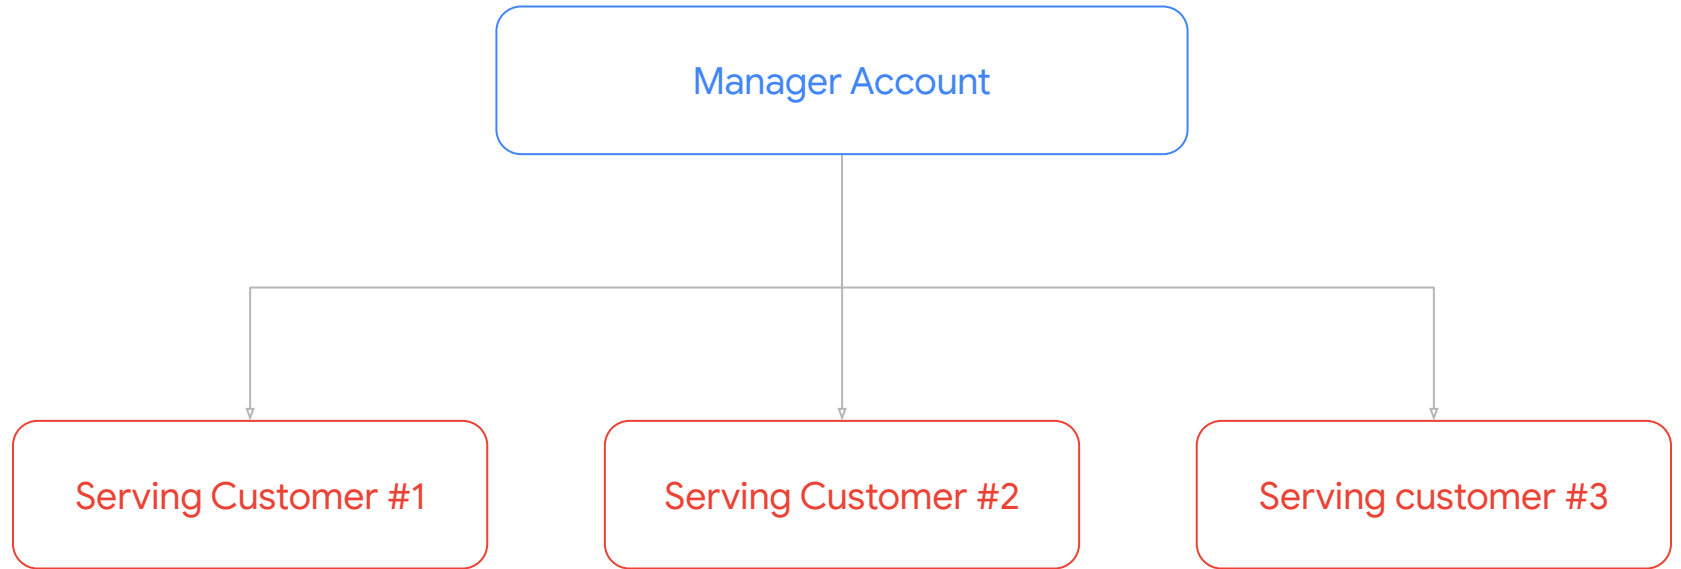 Manager Account
Serving Customer #1
Serving Customer #2
Serving customer #3